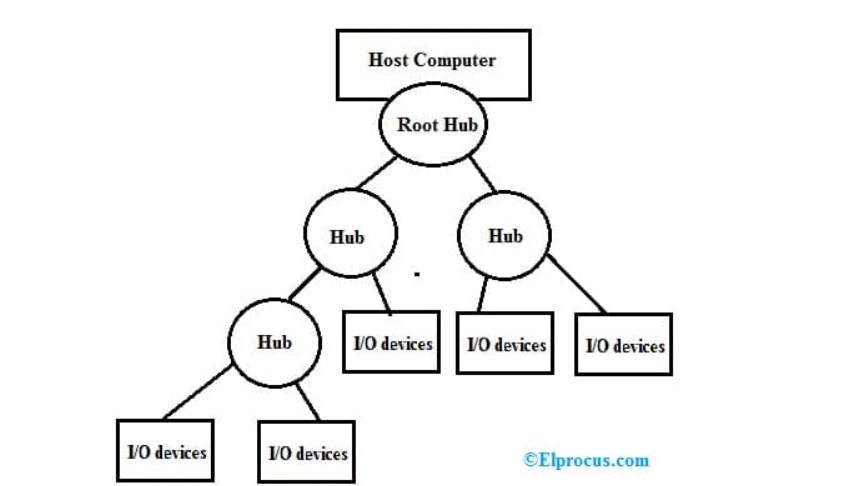 Host Computer
Root Hub
Hub
Hub
Hub
I/O devices
I/O devices
I/O devices
I/O devices
I/O devices
©Elprocus.com